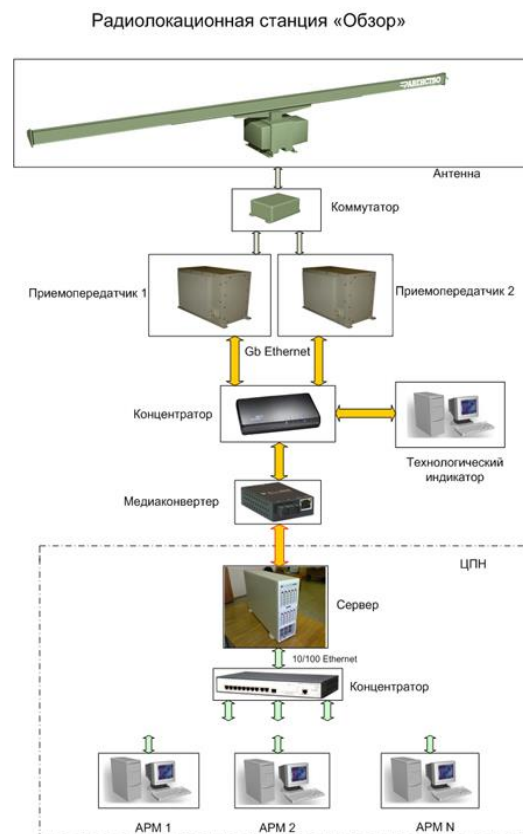 Радиолокационная станция «Обзор»
Антенна
Коммутатор
Приемопередатчик 1
Приемопередатчик 2
Gb Ethernet
Концентратор
Технологический
индикатор
Медиаконвертер
ЦПН
Сервер
10/100 Ethernet
Концентратор
АРМ 1
АРМ 2
АРМ N